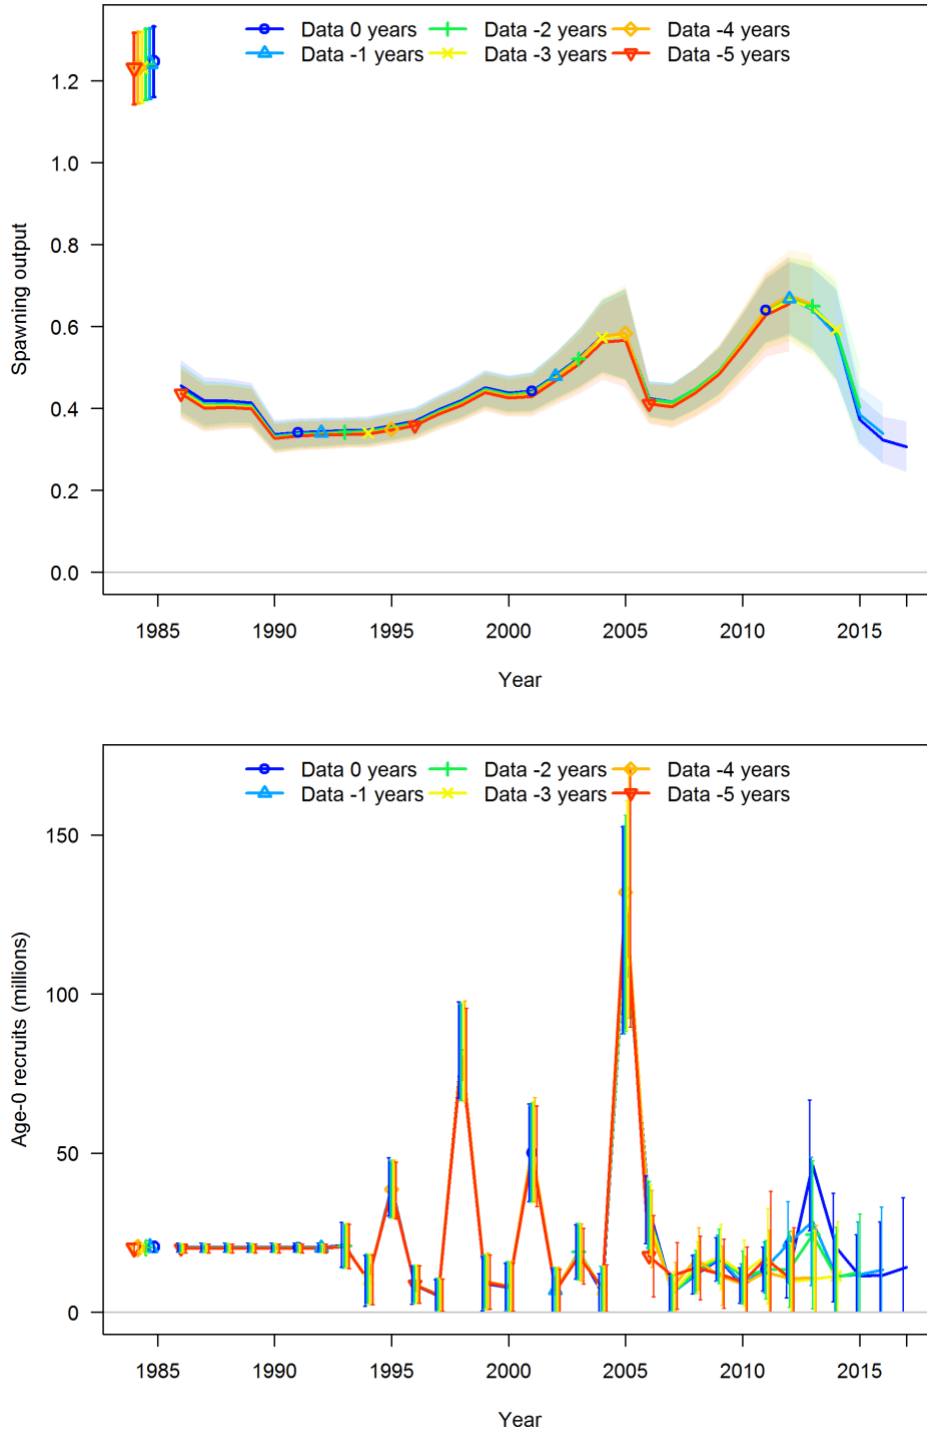 Data 0 years Data -2 years Data -4 years
Data -1 years Data -3 years Data -5 years
1.2
1.0
0.8
0.6
0.4
0.2
0.0
Spawning output
1985 1990 1995 2000 2005 2010 2015
Year
Data 0 years Data -2 years Data -4 years
Data -1 years Data -3 years Data -5 years
150
100
50
0
Age-0 recruits (millions)
1985 1990 1995 2000 2005 2010 2015
Year